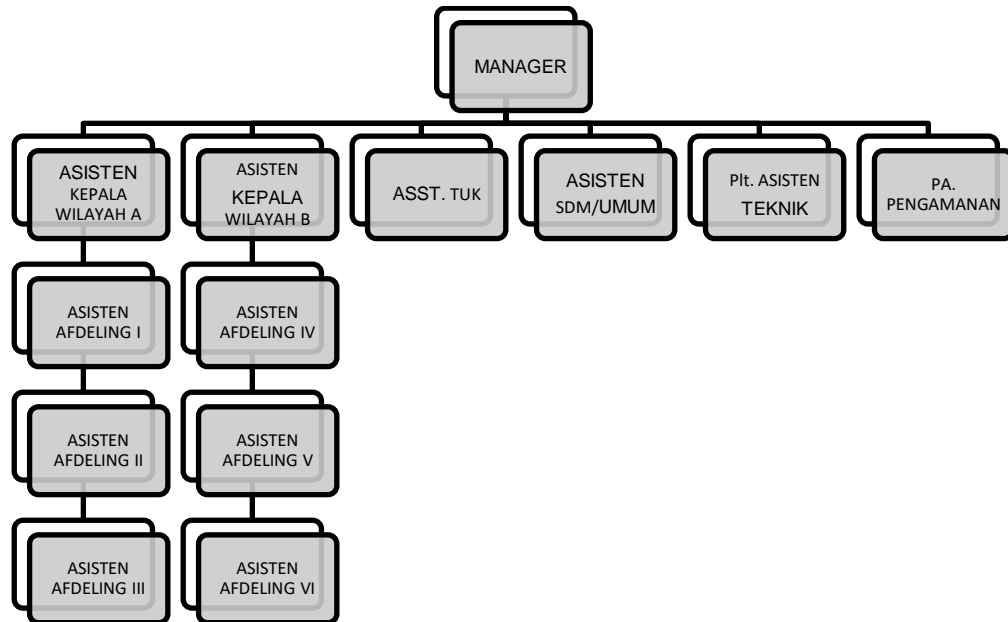 MANAGER
ASISTEN
KEPALA
WILAYAH A
ASISTEN
KEPALA
WILAYAH B
ASST. TUK
ASISTEN
SDM/UMUM
Plt. ASISTEN
TEKNIK
PA.
PENGAMANAN
ASISTEN
AFDELING I
ASISTEN
AFDELING IV
ASISTEN
AFDELING II
ASISTEN
AFDELING V
ASISTEN
AFDELING III
ASISTEN
AFDELING VI